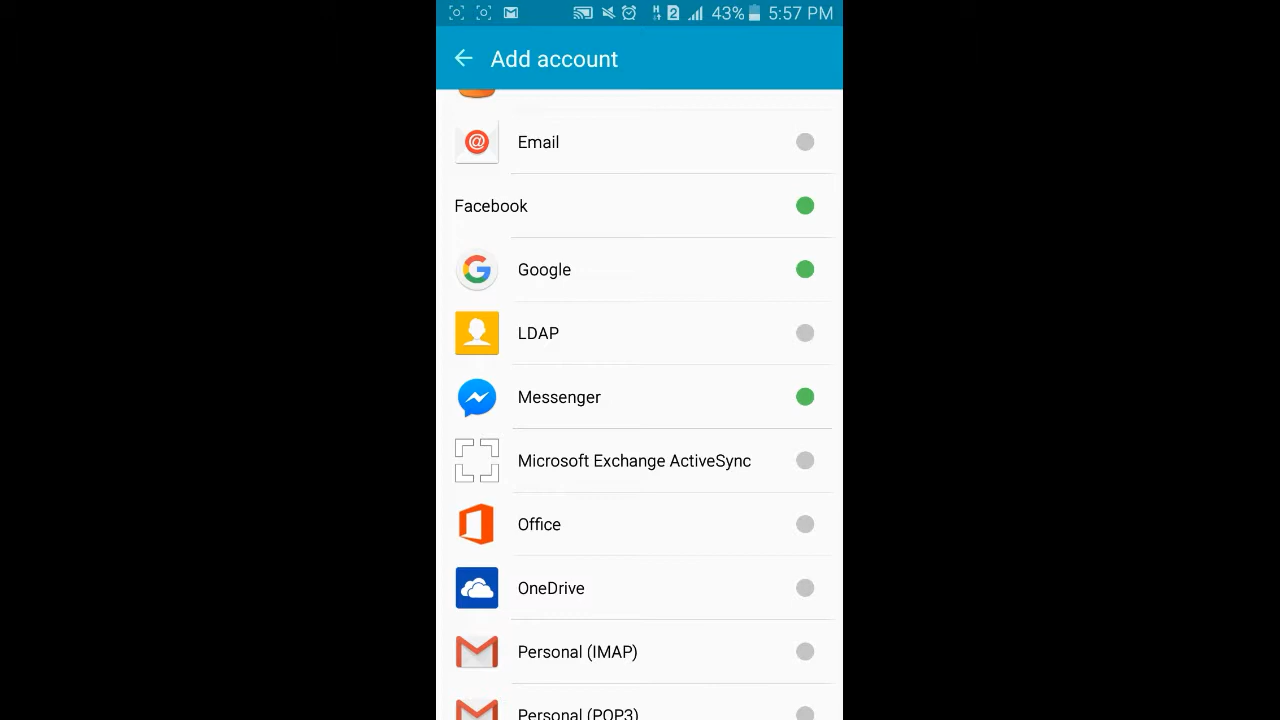 43% 5:57 PM
Add account
Email
Facebook
Google
LDAP
Messenger
Microsoft Exchange ActiveSync
Office
OneDrive
Personal (IMAP)
Personal (POP3)